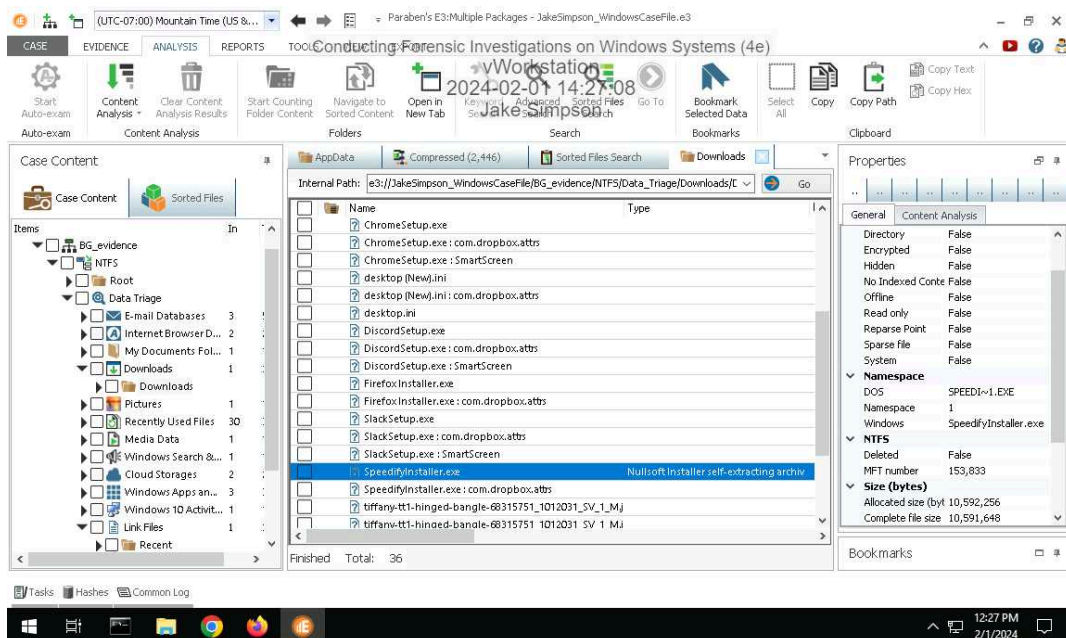 (UTC-07:00) Mountain Time (US &... Paraben's E3:Multiple Packages - JakeSimpson_WindowsCaseFile.e3
CASE EVIDENCE ANALYSIS REPORTS
Conducting Forensic Investigations on Windows Systems (4e)
vWorkstation
2024-02-01 14:27:08
Jake Simpson
Start Auto-exam
Content Analysis
Clear Content Analysis Results
Start Counting Folder Content
Navigate to Sorted Content
Open in New Tab
Sorted Files
Go To
Bookmark Selected Data
Select All
Copy
Copy Path
Copy Text
Copy Hex
Auto-exam Content Analysis Folders Search Bookmarks Clipboard
Case Content
Case Content Sorted Files
Items In
BG_evidence
NTFS
Root
Data Triage
E-mail Databases 3
Internet Browser D... 2
My Documents Fol... 1
Downloads 1
Downloads
Pictures 1
Recently Used Files 30
Media Data 1
Windows Search &... 1
Cloud Storages 2
Windows Apps an... 3
Windows 10 Activit... 1
Link Files 1
Recent
AppData Compressed (2,446) Sorted Files Search Downloads
Internal Path: e3://JakeSimpson_WindowsCaseFile/BG_evidence/NTFS/Data_Triage/Downloads/ Go
Name Type
ChromeSetup.exe
ChromeSetup.exe : com.dropbox.attrs
ChromeSetup.exe : SmartScreen
desktop (New).ini
desktop (New).ini : com.dropbox.attrs
desktop.ini
DiscordSetup.exe
DiscordSetup.exe : com.dropbox.attrs
DiscordSetup.exe : SmartScreen
Firefox Installer.exe
Firefox Installer.exe : com.dropbox.attrs
SlackSetup.exe
SlackSetup.exe : com.dropbox.attrs
SlackSetup.exe : SmartScreen
SpeedifyInstaller.exe Nullsoft Installer self-extracting archiv
SpeedifyInstaller.exe : com.dropbox.attrs
tiffany-tt1-hinged-bangle-68315751_1012031_SV_1_M.j
tiffany-tt1-hinged-bangle-68315751_1012031_SV_1_M.j
Finished Total: 36
Properties
General Content Analysis
Directory False
Encrypted False
Hidden False
No Indexed Conte False
Offline False
Read only False
Reparse Point False
Sparse file False
System False
Namespace
DOS SPEEDI~1.EXE
Namespace 1
Windows SpeedifyInstaller.exe
NTFS
Deleted False
MFT number 153,833
Size (bytes)
Allocated size (byt 10,592,256
Complete file size 10,591,648
Bookmarks
Tasks Hashes Common Log
12:27 PM
2/1/2024